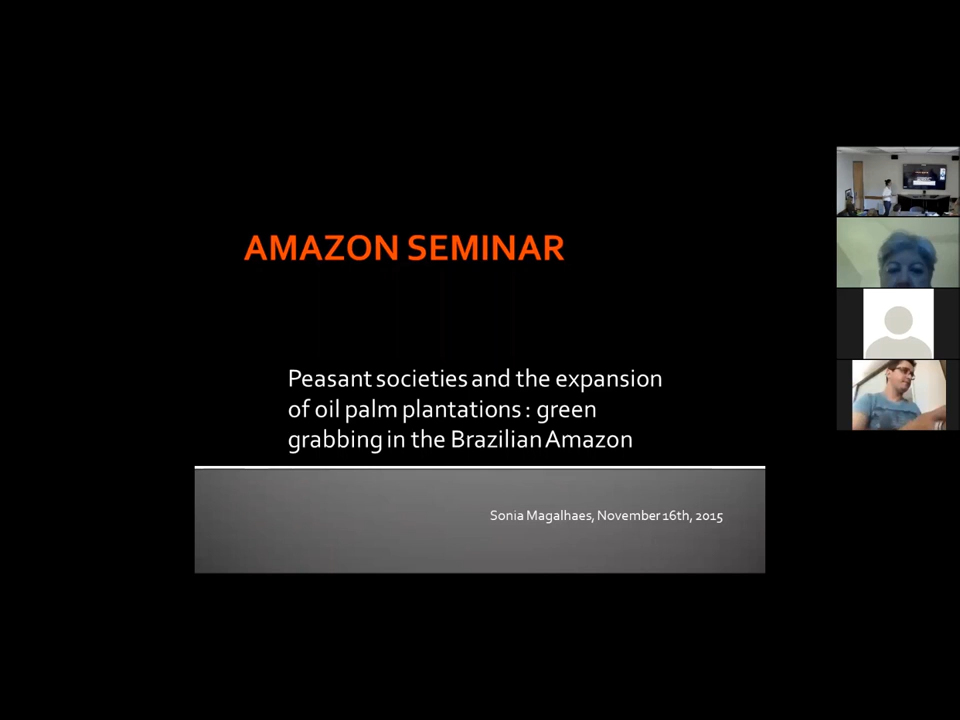 AMAZON SEMINAR
Peasant societies and the expansion
of oil palm plantations : green
grabbing in the Brazilian Amazon
Sonia Magalhaes, November 16th, 2015